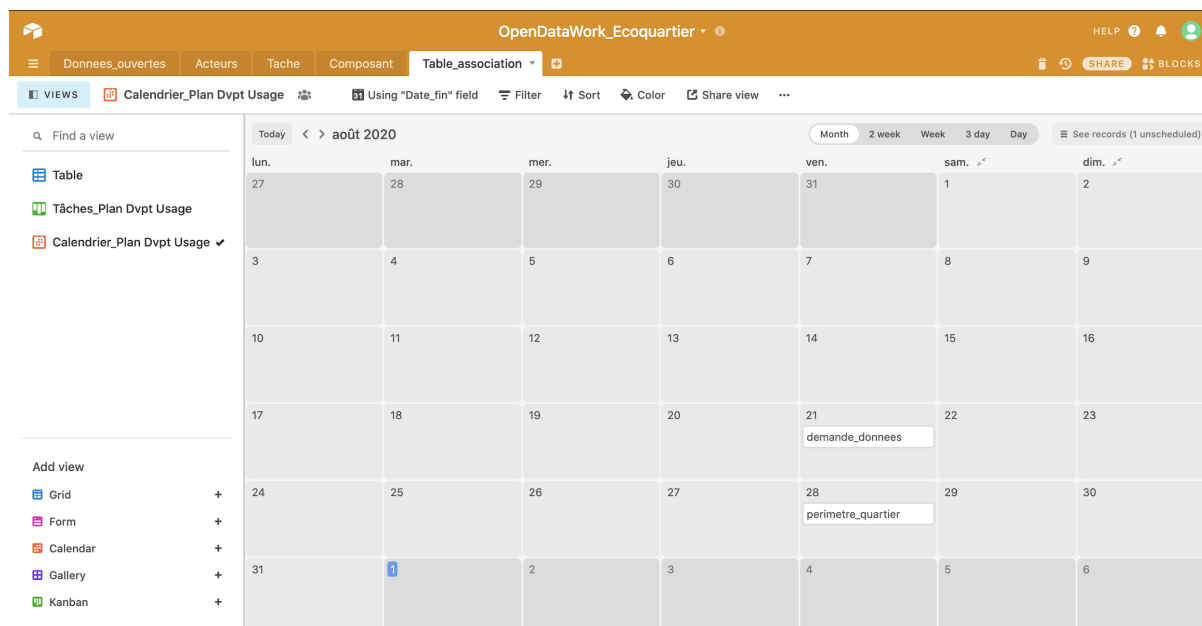 OpenDataWork_Ecoquartier
HELP ?
Donnees_ouvertes Acteurs Tache Composant Table_association SHARE BLOCKS
VIEWS Calendrier_Plan Dvpt Usage 31 Using "Date_fin" field Filter Sort Color Share view ...
Find a view Today août 2020 Month 2 week Week 3 day Day See records (1 unscheduled)
lun. mar. mer. jeu. ven. sam. dim.
Table
Tâches_Plan Dvpt Usage
Calendrier_Plan Dvpt Usage
27 28 29 30 31 1 2
3 4 5 6 7 8 9
10 11 12 13 14 15 16
17 18 19 20 21 22 23
demande_donnees
Add view
Grid +
Form +
Calendar +
Gallery +
Kanban +
24 25 26 27 28 29 30
perimetre_quartier
31 1 2 3 4 5 6